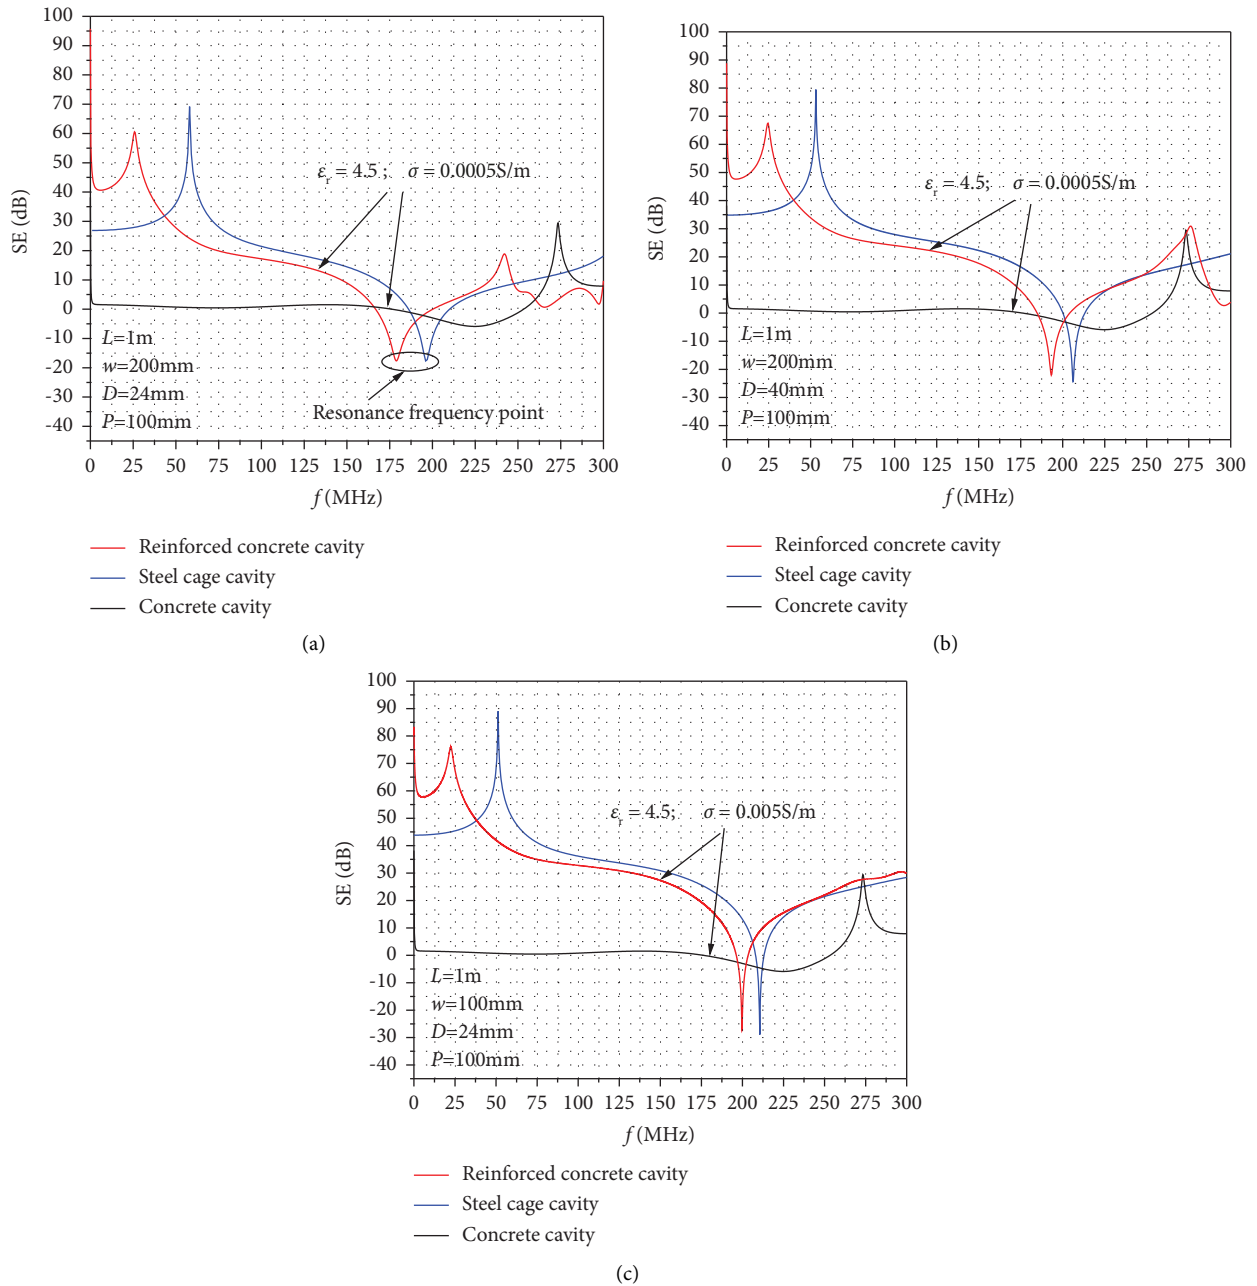 100
90
80
70
60
50
40
30
20
10
0
-10
-20
-30
-40
SE (dB)
εr = 4.5 ; σ = 0.0005S/m
L=1m
w=200mm
D=24mm
P=100mm
Resonance frequency point
0 25 50 75 100 125 150 175 200 225 250 275 300
f (MHz)
Reinforced concrete cavity
Steel cage cavity
Concrete cavity
(a)
100
90
80
70
60
50
40
30
20
10
0
-10
-20
-30
-40
SE (dB)
εr = 4.5; σ = 0.0005S/m
L=1m
w=200mm
D=40mm
P=100mm
0 25 50 75 100 125 150 175 200 225 250 275 300
f (MHz)
Reinforced concrete cavity
Steel cage cavity
Concrete cavity
(b)
100
90
80
70
60
50
40
30
20
10
0
-10
-20
-30
-40
SE (dB)
εr = 4.5; σ = 0.005S/m
L=1m
w=100mm
D=24mm
P=100mm
0 25 50 75 100 125 150 175 200 225 250 275 300
f (MHz)
Reinforced concrete cavity
Steel cage cavity
Concrete cavity
(c)